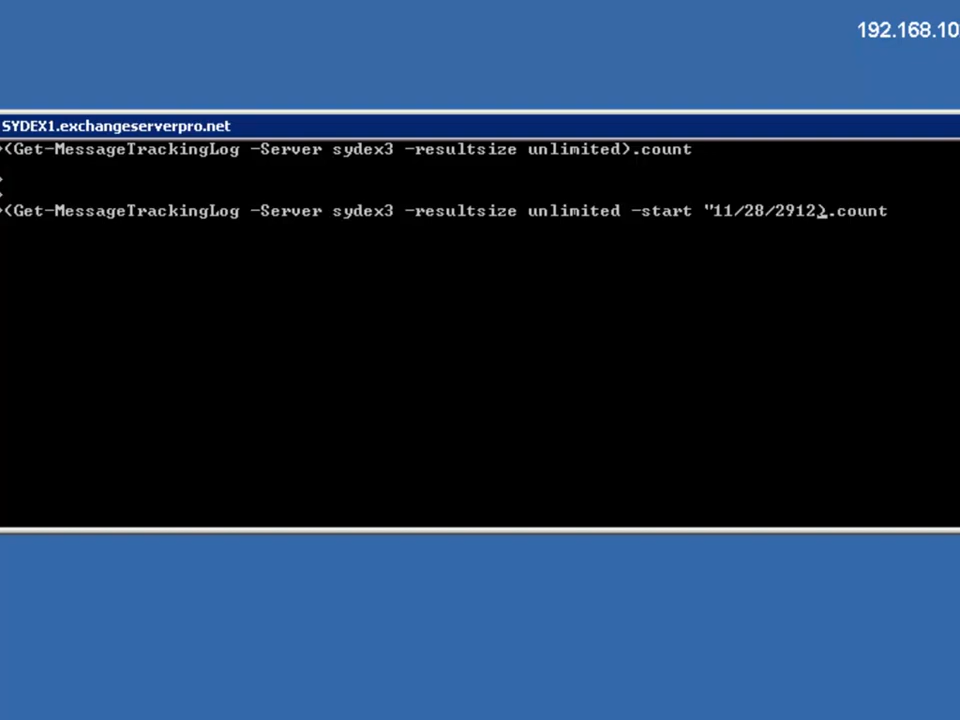 192.168.10
SYDEX1.exchangeserverpro.net
>(Get-MessageTrackingLog -Server sydex3 -resultsize unlimited).count
>(Get-MessageTrackingLog -Server sydex3 -resultsize unlimited -start "11/28/2912).count